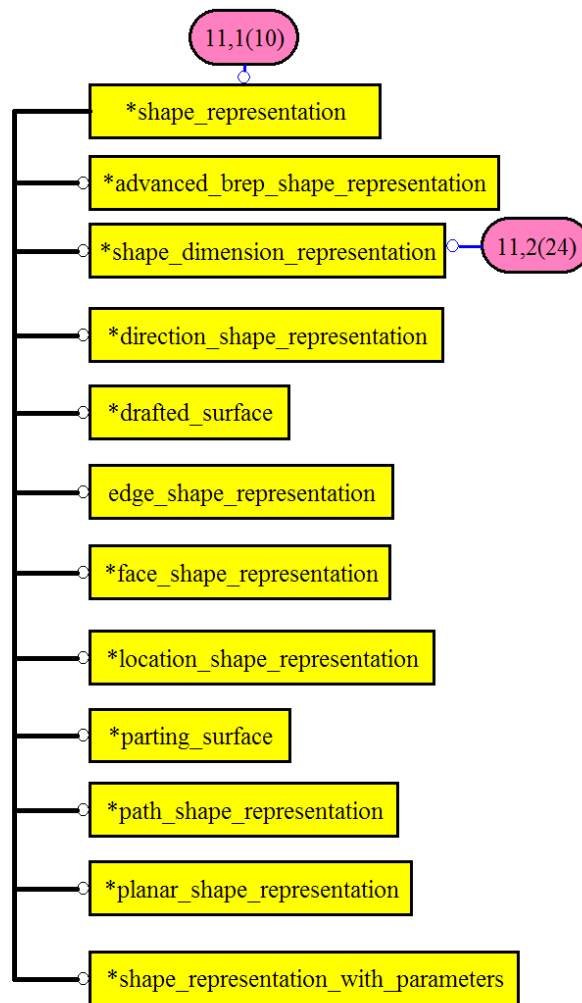 11,1(10)
*shape_representation
*advanced_brep_shape_representation
*shape_dimension_representation
11,2(24)
*direction_shape_representation
*drafted_surface
edge_shape_representation
*face_shape_representation
*location_shape_representation
*parting_surface
*path_shape_representation
*planar_shape_representation
*shape_representation_with_parameters